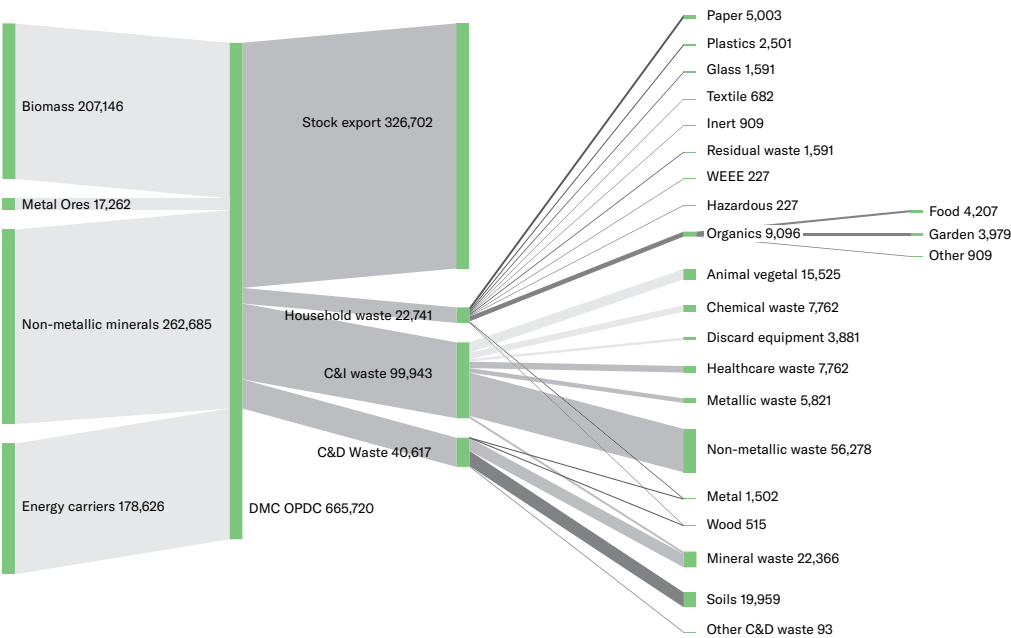 Biomass 207,146
Metal Ores 17,262
Non-metallic minerals 262,685
Energy carriers 178,626
DMC OPDC 665,720
Stock export 326,702
Household waste 22,741
C&I waste 99,943
C&D Waste 40,617
Paper 5,003
Plastics 2,501
Glass 1,591
Textile 682
Inert 909
Residual waste 1,591
WEEE 227
Hazardous 227
Organics 9,096
Food 4,207
Garden 3,979
Other 909
Animal vegetal 15,525
Chemical waste 7,762
Discard equipment 3,881
Healthcare waste 7,762
Metallic waste 5,821
Non-metallic waste 56,278
Metal 1,502
Wood 515
Mineral waste 22,366
Soils 19,959
Other C&D waste 93